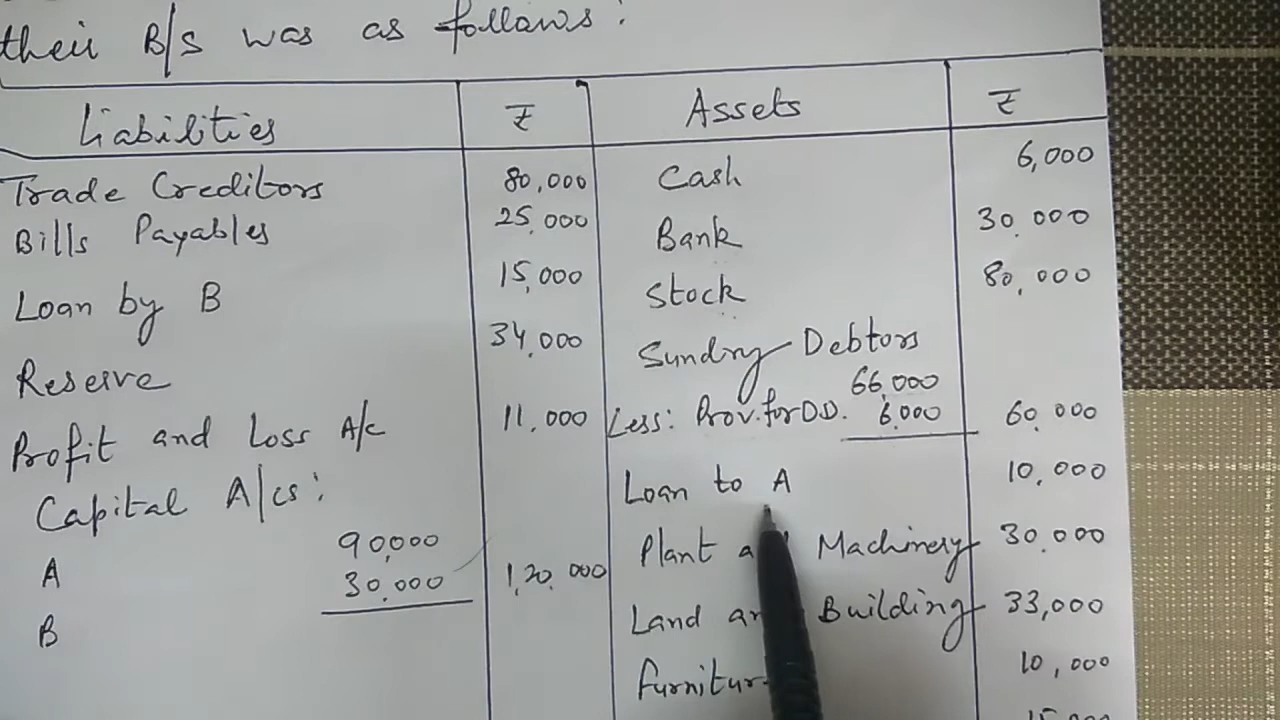 their B/s was as follows:
Liabilities ₹ Assets ₹
Trade Creditors 80,000 Cash 6,000
Bills Payables 25,000 Bank 30,000
Loan by B 15,000 Stock 80,000
Reserve 34,000 Sundry Debtors
66,000
Profit and Loss A/c 11,000 Less: Prov. for D.D. 6,000 60,000
Capital A/cs: Loan to A 10,000
A 90,000 Plant Machinery 30,000
B 30,000 1,20,000 Land Building 33,000
10,000